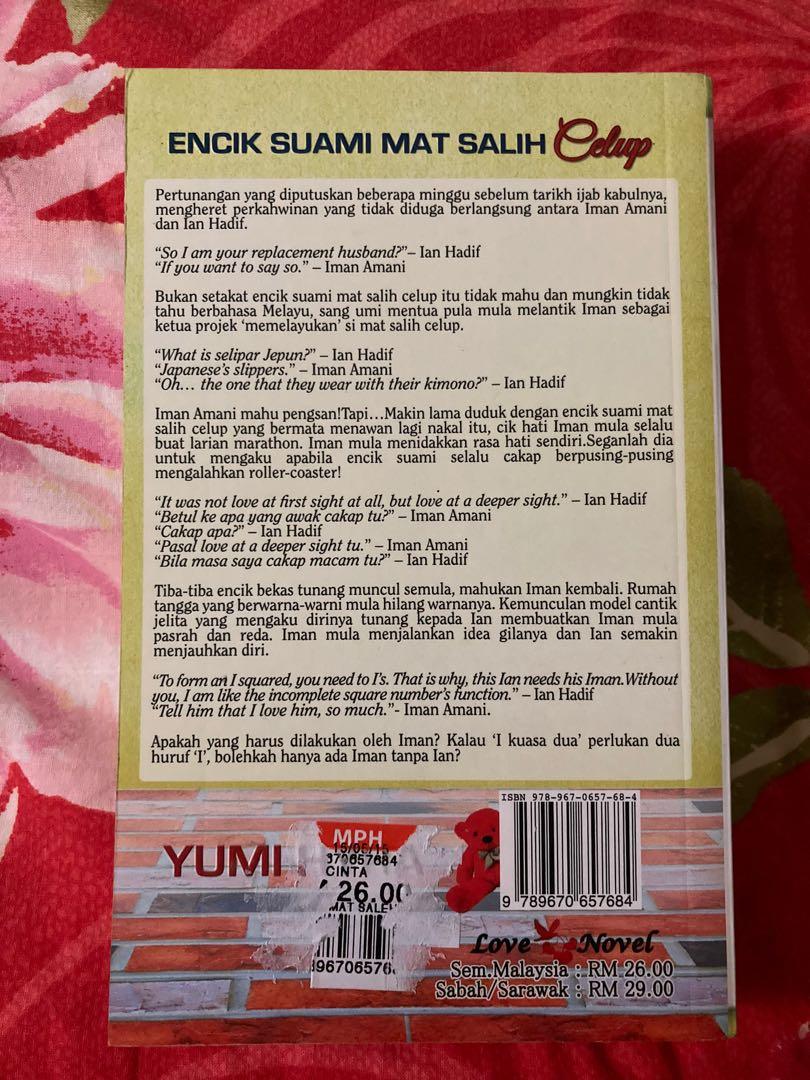 ENCIK SUAMI MAT SALIH Celup
Pertunangan yang diputuskan beberapa minggu sebelum tarikh ijab kabulnya,
mengheret perkahwinan yang tidak diduga berlangsung antara Iman Amani
dan Ian Hadif.
“So I am your replacement husband?”– Ian Hadif
“If you want to say so.” – Iman Amani
Bukan setakat encik suami mat salih celup itu tidak mahu dan mungkin tidak
tahu berbahasa Melayu, sang umi mentua pula mula melantik Iman sebagai
ketua projek ‘memelayukan’ si mat salih celup.
“What is selipar Jepun?” – Ian Hadif
“Japanese’s slippers.” – Iman Amani
“Oh… the one that they wear with their kimono?” – Ian Hadif
Iman Amani mahu pengsan!Tapi…Makin lama duduk dengan encik suami mat
salih celup yang bermata menawan lagi nakal itu, cik hati Iman mula selalu
buat larian marathon. Iman mula menidakkan rasa hati sendiri.Seganlah dia
untuk mengaku apabila encik suami selalu cakap berpusing-pusing
mengalahkan roller-coaster!
“It was not love at first sight at all, but love at a deeper sight.” – Ian Hadif
“Betul ke apa yang awak cakap tu?” – Iman Amani
“Cakap apa?” – Ian Hadif
“Pasal love at a deeper sight tu.” – Iman Amani
“Bila masa saya cakap macam tu?” – Ian Hadif
Tiba-tiba encik bekas tunang muncul semula, mahukan Iman kembali. Rumah
tangga yang berwarna-warni mula hilang warnanya. Kemunculan model cantik
jelita yang mengaku dirinya tunang kepada Ian membuatkan Iman mula
pasrah dan reda. Iman mula menjalankan idea gilanya dan Ian semakin
menjauhkan diri.
“To form an I squared, you need to I’s. That is why, this Ian needs his Iman.Without
you, I am like the incomplete square number’s function.” – Ian Hadif
“Tell him that I love him, so much.”- Iman Amani.
Apakah yang harus dilakukan oleh Iman? Kalau ‘I kuasa dua’ perlukan dua
huruf ‘I’, bolehkah hanya ada Iman tanpa Ian?
ISBN 978-967-0657-68-4
9 789670 657684
YUMI
MPH
CINTA
26.00
MAT SALEH
Love Novel
Sem.Malaysia : RM 26.00
Sabah/Sarawak : RM 29.00